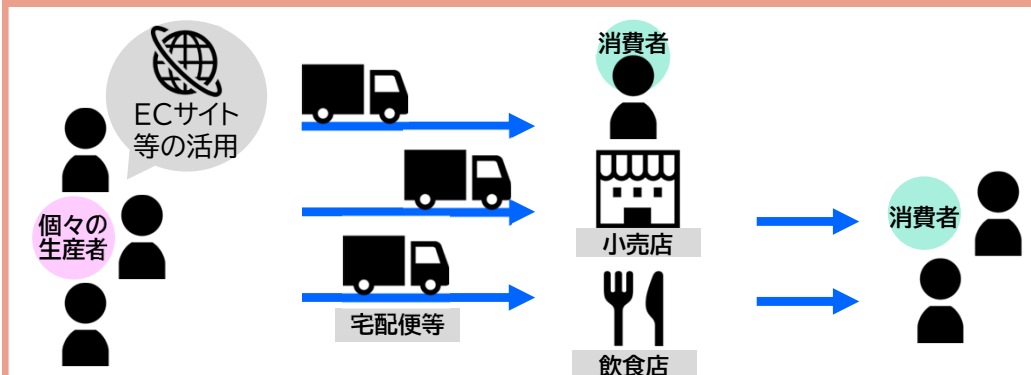 ECサイト
等の活用
個々の
生産者
宅配便等
消費者
小売店
飲食店
消費者